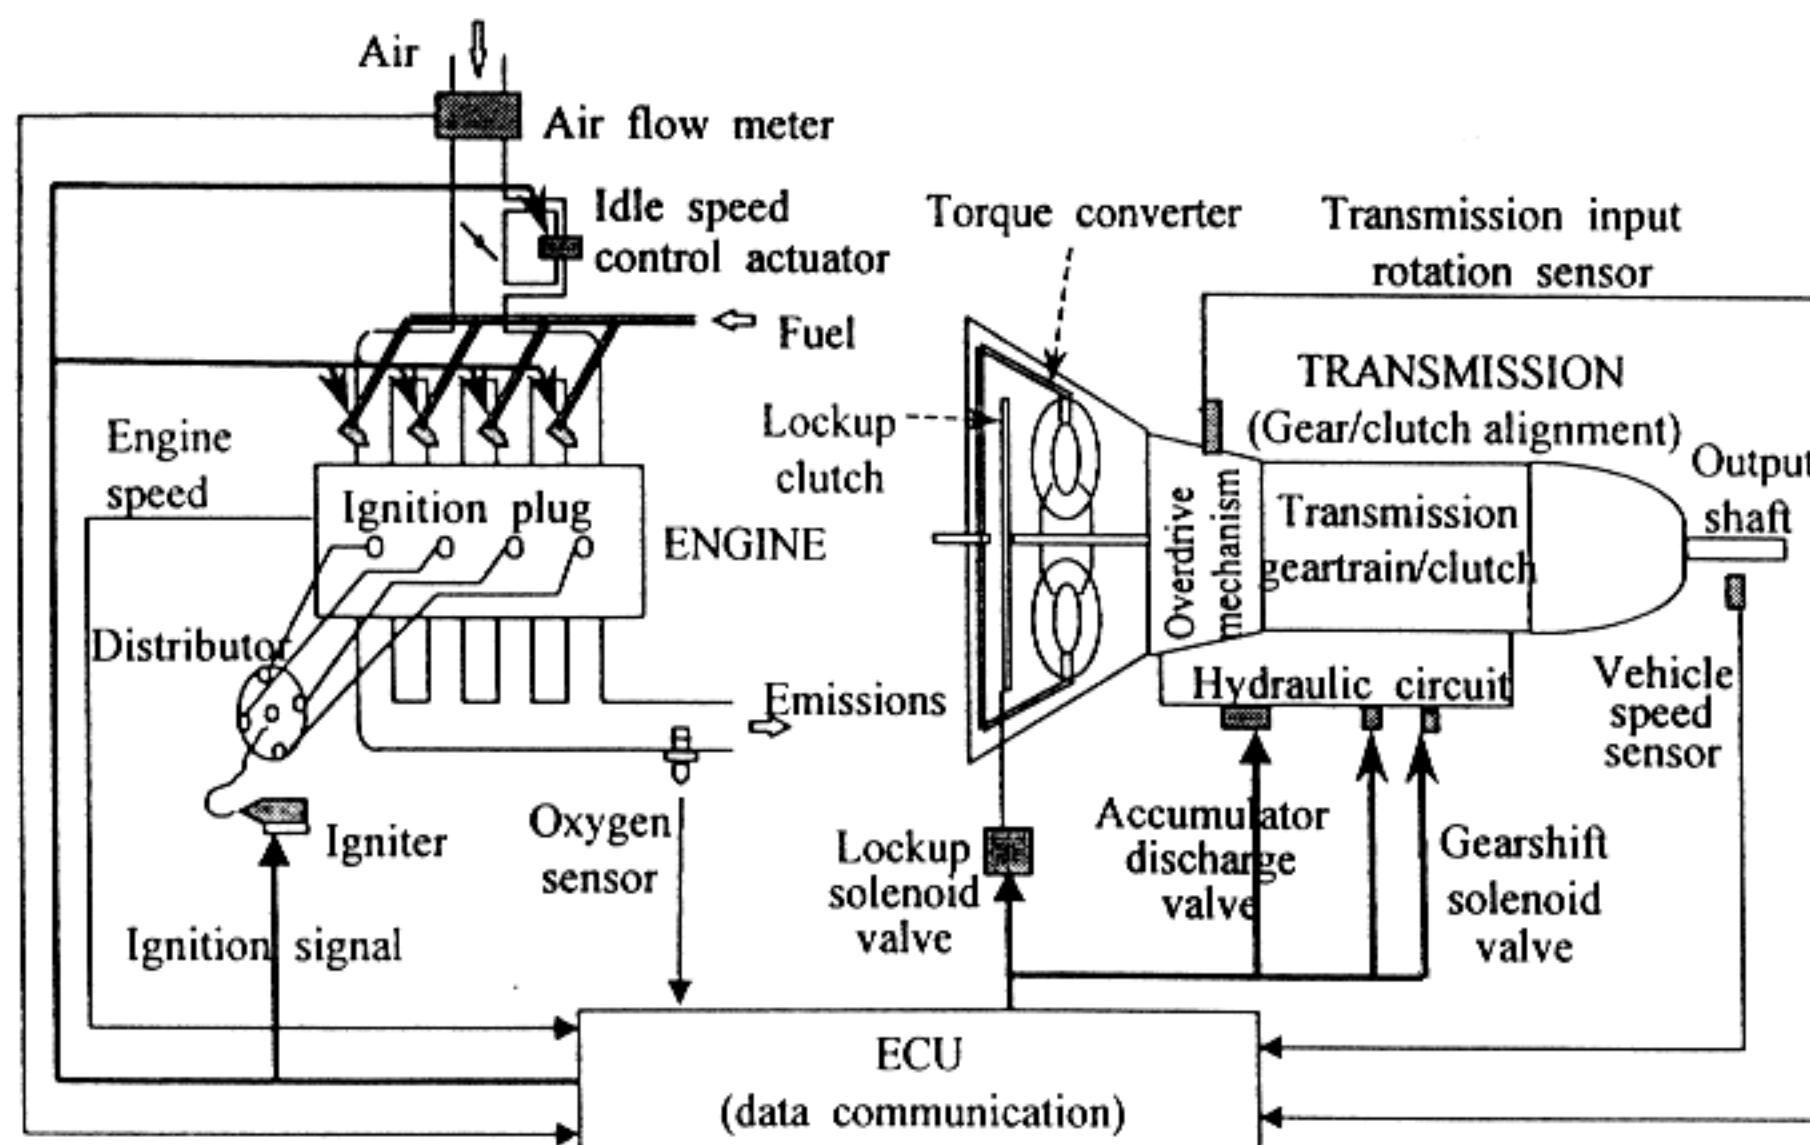 Air
Air flow meter
Idle speed
control actuator
Fuel
Engine
speed
Ignition plug
ENGINE
Distributor
Emissions
Igniter
Oxygen
sensor
Ignition signal
Torque converter
Transmission input
rotation sensor
Lockup
clutch
TRANSMISSION
(Gear/clutch alignment)
Output
shaft
Overdrive
mechanism
Transmission
geartrain/clutch
Hydraulic circuit
Vehicle
speed
sensor
Lockup
solenoid
valve
Accumulator
discharge
valve
Gearshift
solenoid
valve
ECU
(data communication)